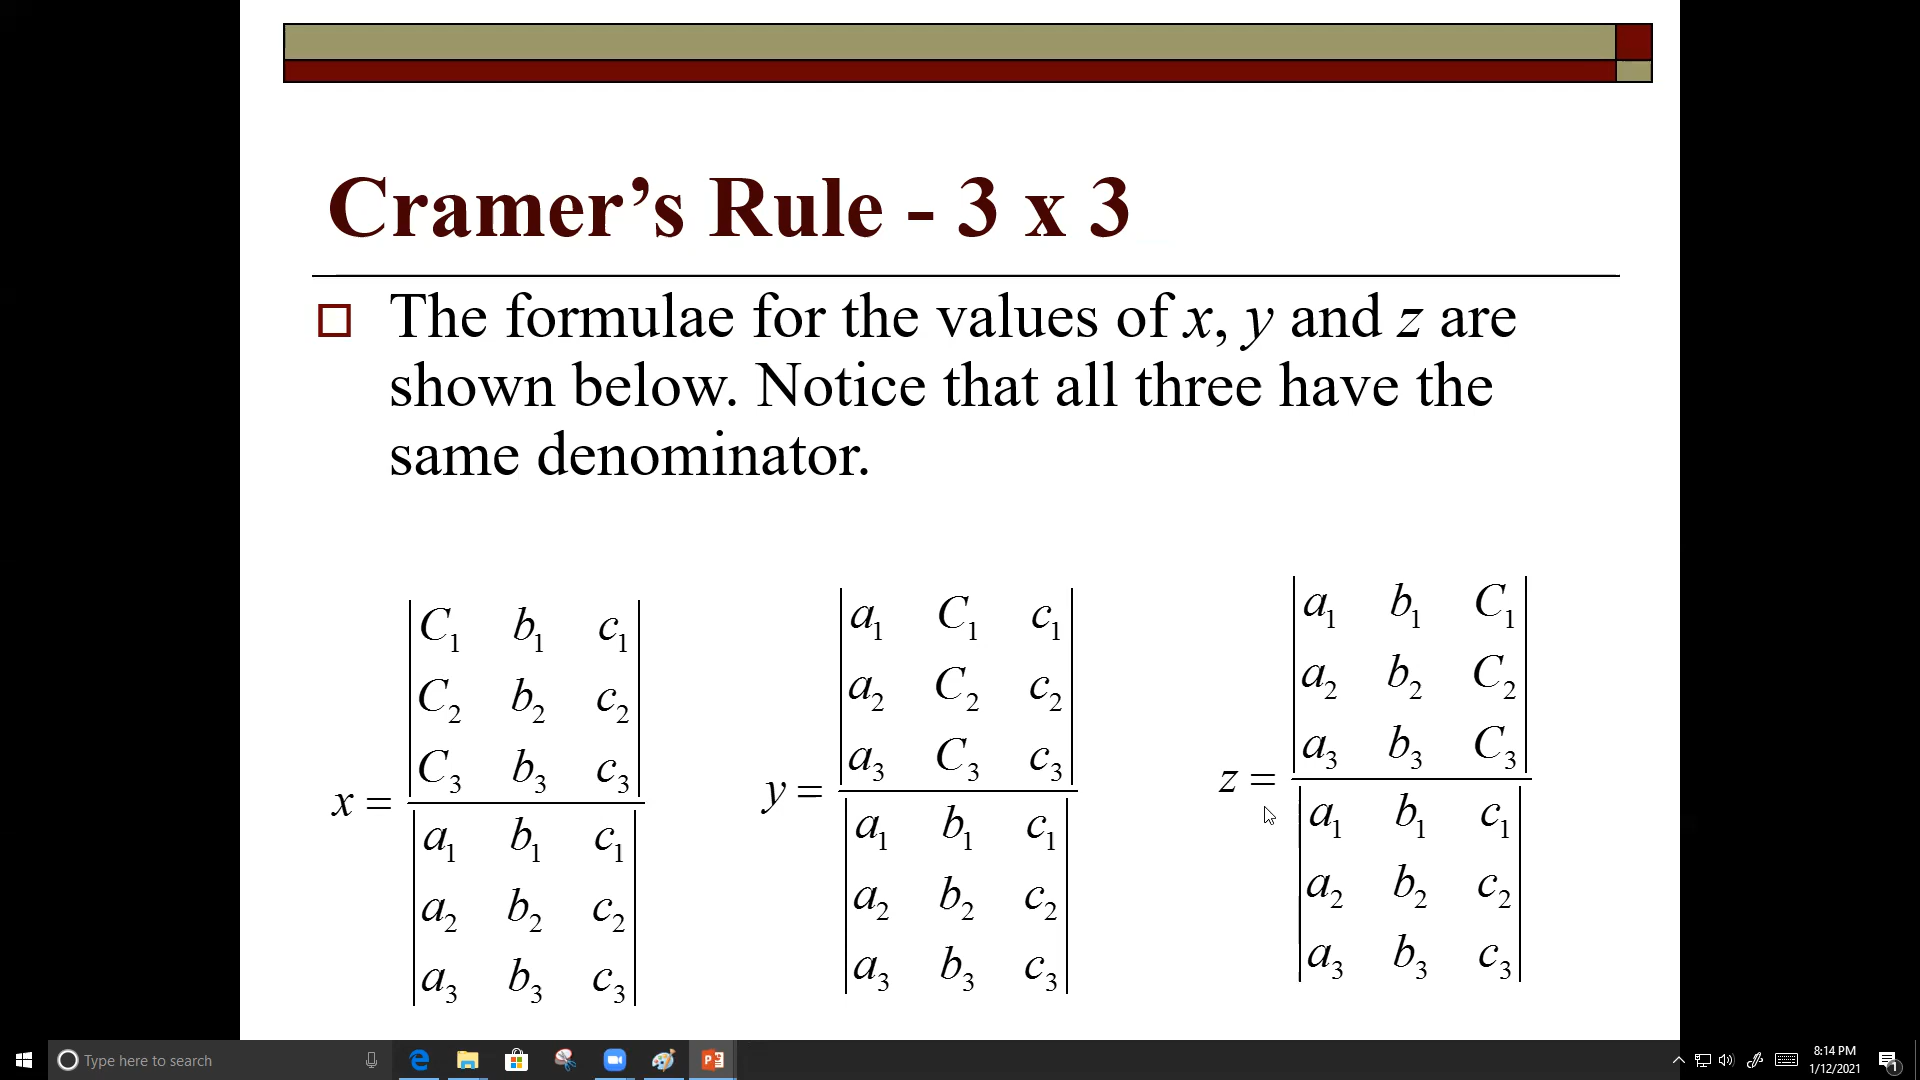 Cramer’s Rule - 3 x 3
The formulae for the values of x, y and z are
shown below. Notice that all three have the
same denominator.
x =
C₁ b₁ c₁
C₂ b₂ c₂
C₃ b₃ c₃
a₁ b₁ c₁
a₂ b₂ c₂
a₃ b₃ c₃
y =
a₁ C₁ c₁
a₂ C₂ c₂
a₃ C₃ c₃
a₁ b₁ c₁
a₂ b₂ c₂
a₃ b₃ c₃
z =
a₁ b₁ C₁
a₂ b₂ C₂
a₃ b₃ C₃
a₁ b₁ c₁
a₂ b₂ c₂
a₃ b₃ c₃
Type here to search
8:14 PM
1/12/2021
1